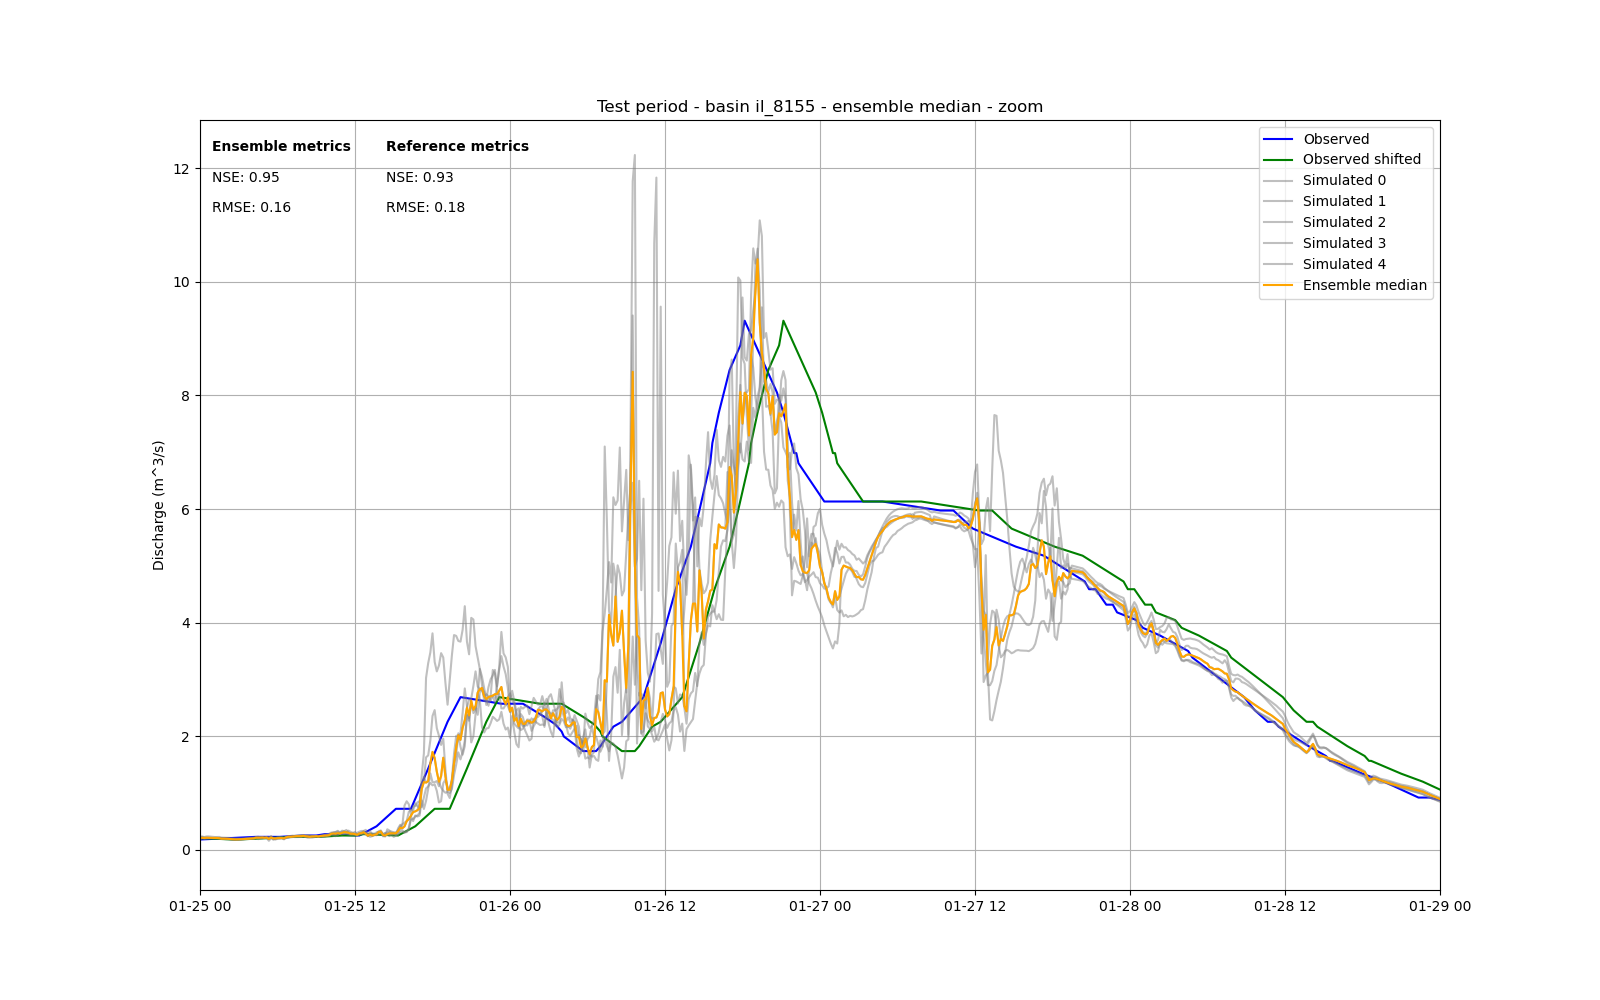 Test period - basin il_8155 - ensemble median - zoom
Ensemble metrics
NSE: 0.95
RMSE: 0.16
Reference metrics
NSE: 0.93
RMSE: 0.18
Observed
Observed shifted
Simulated 0
Simulated 1
Simulated 2
Simulated 3
Simulated 4
Ensemble median
Discharge (m^3/s)
12
10
8
6
4
2
0
01-25 00
01-25 12
01-26 00
01-26 12
01-27 00
01-27 12
01-28 00
01-28 12
01-29 00